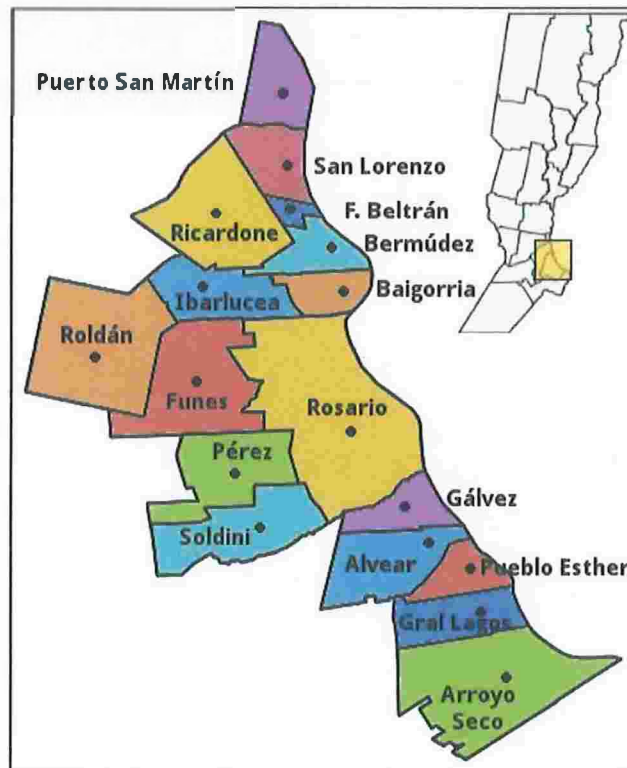 Puerto San Martín
San Lorenzo
F. Beltrán
Ricardone
Bermúdez
Ibarlucea
Baigorria
Roldán
Funes
Rosario
Pérez
Gálvez
Soldini
Alvear
Pueblo Esther
Gral Lagos
Arroyo
Seco